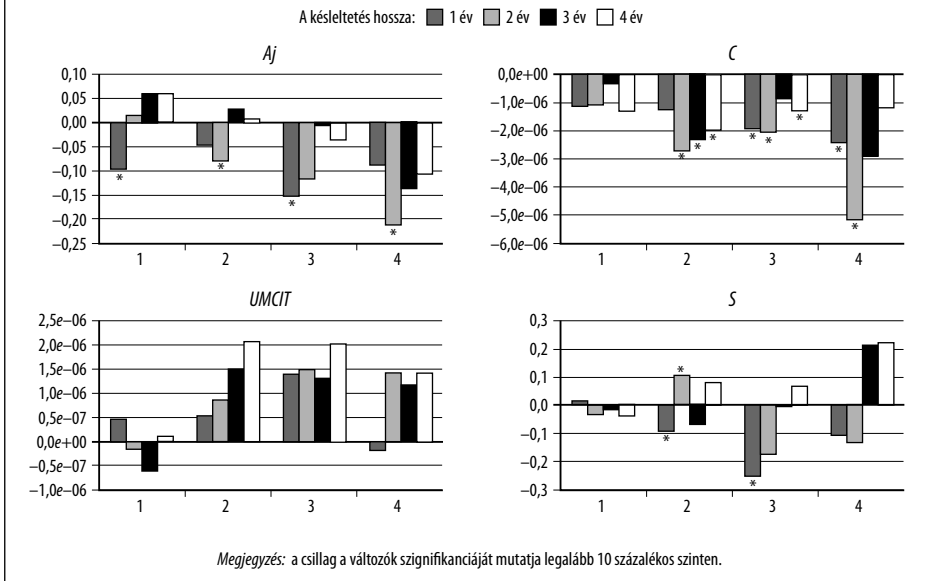 A késleltetés hossza: 1 év 2 év 3 év 4 év
Aj
0,10
0,05
0,00
−0,05
−0,10
−0,15
−0,20
−0,25
* * * *
1 2 3 4
C
0,0e+00
−1,0e−06
−2,0e−06
−3,0e−06
−4,0e−06
−5,0e−06
−6,0e−06
* * * * * * * *
1 2 3 4
UMCIT
2,5e−06
2,0e−06
1,5e−06
1,0e−06
0,5e−07
0,0e+00
−0,5e−07
−1,0e−06
1 2 3 4
S
0,3
0,2
0,1
0,0
−0,1
−0,2
−0,3
* * *
1 2 3 4
Megjegyzés: a csillag a változók szignifikanciáját mutatja legalább 10 százalékos szinten.